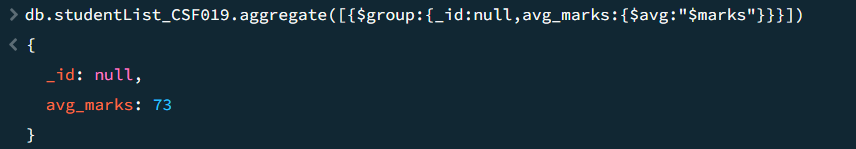 > db.studentList_CSF019.aggregate([{$group:{_id:null,avg_marks:{$avg:"$marks"}}}])
< {
_id: null,
avg_marks: 73
}